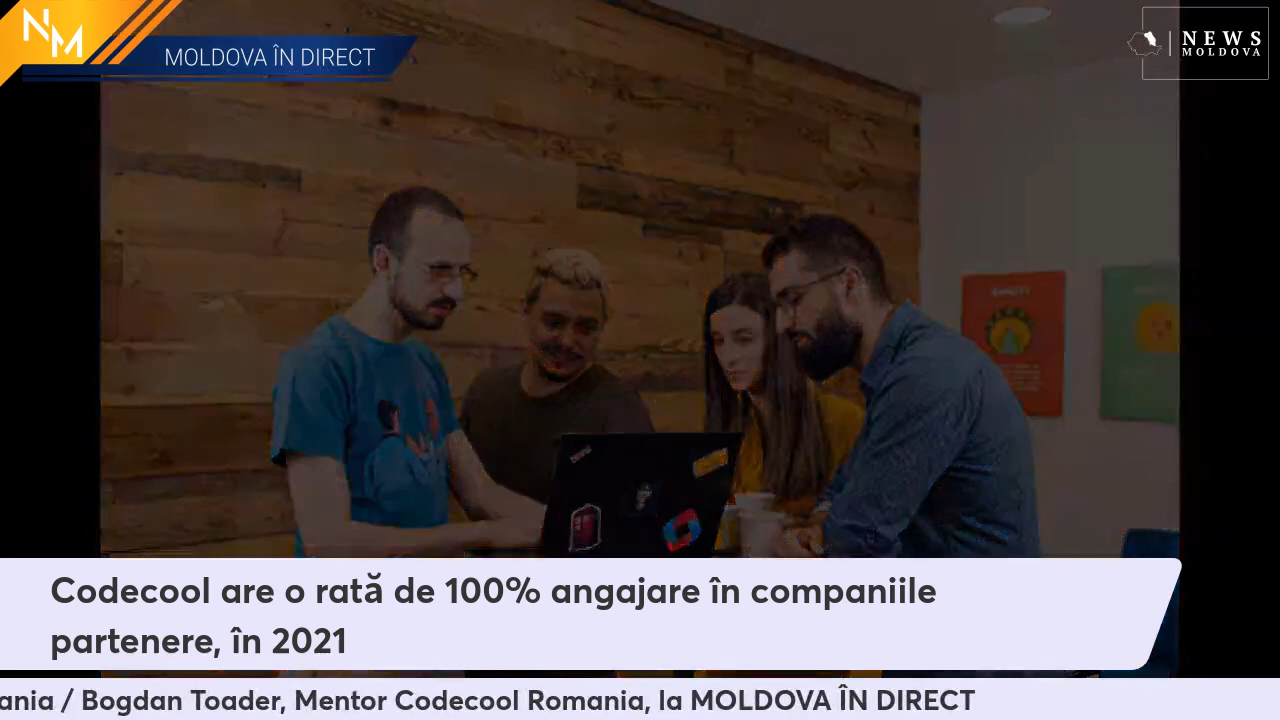 NM
MOLDOVA ÎN DIRECT
NEWS
MOLDOVA
Codecool are o rată de 100% angajare în companiile
partenere, în 2021
ania / Bogdan Toader, Mentor Codecool Romania, la MOLDOVA ÎN DIRECT